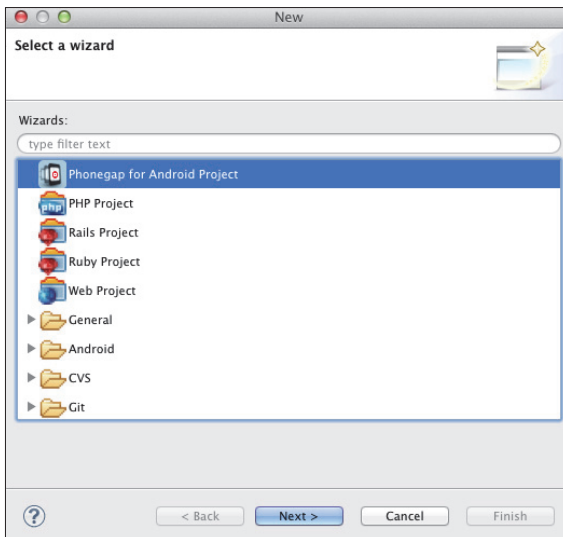 New
Select a wizard
Wizards:
type filter text
Phonegap for Android Project
php PHP Project
Rails Project
Ruby Project
Web Project
General
Android
CVS
Git
? < Back Next > Cancel Finish